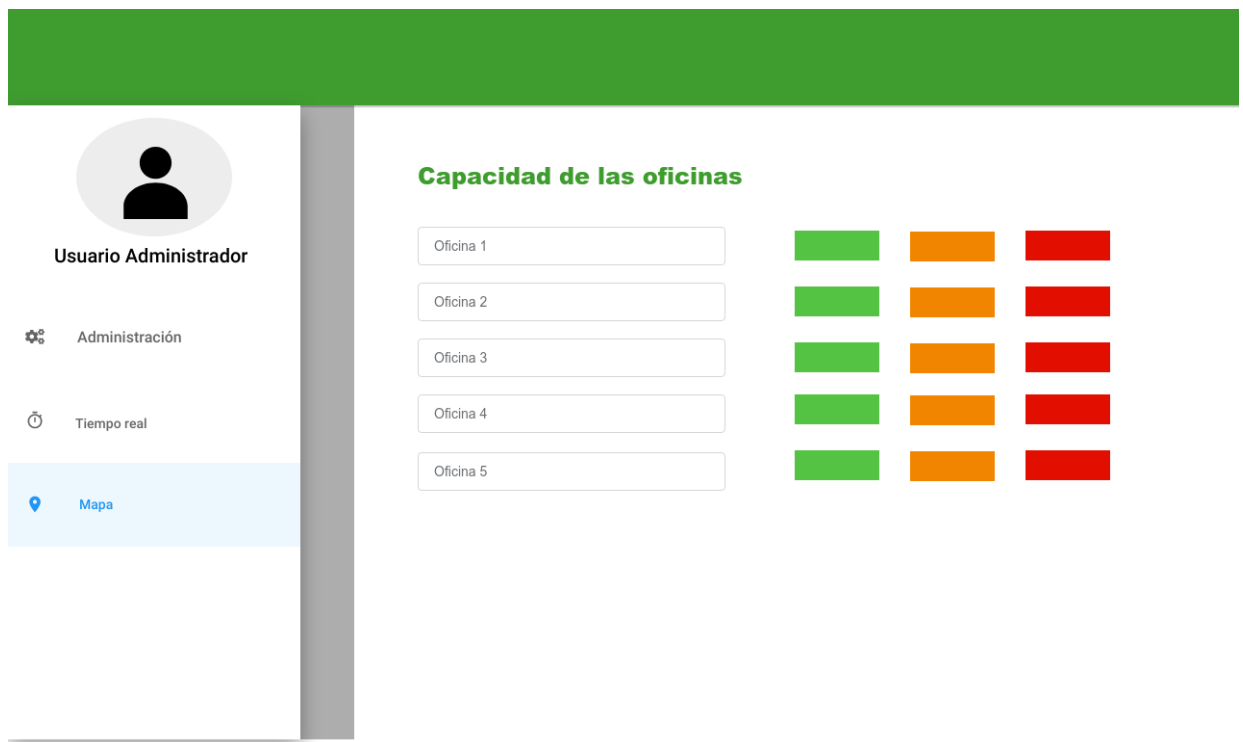 Usuario Administrador
Administración
Tiempo real
Mapa
Capacidad de las oficinas
Oficina 1
Oficina 2
Oficina 3
Oficina 4
Oficina 5